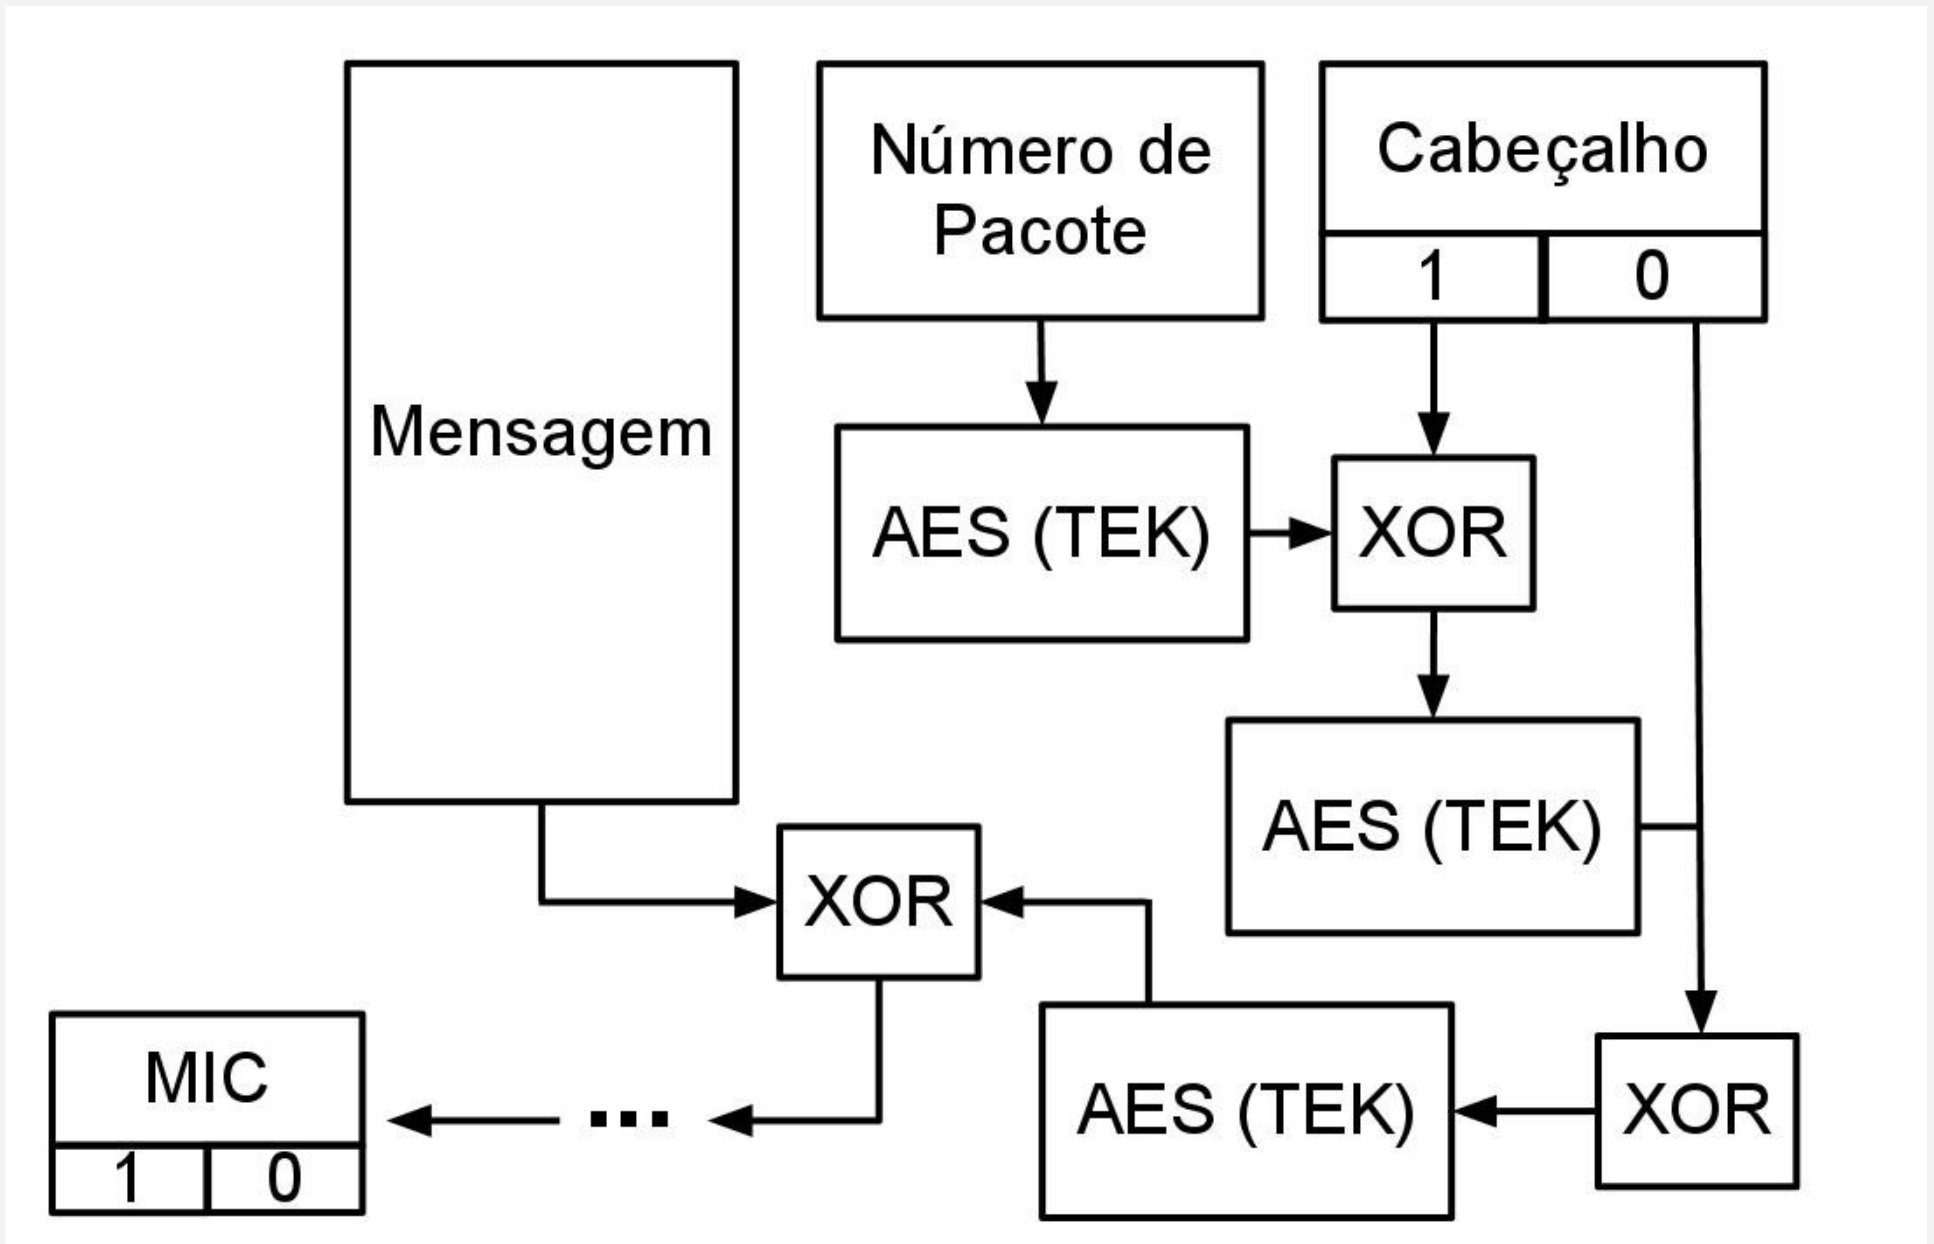 Mensagem
Número de
Pacote
Cabeçalho
1 0
AES (TEK)
XOR
AES (TEK)
XOR
AES (TEK)
XOR
MIC
1 0
...